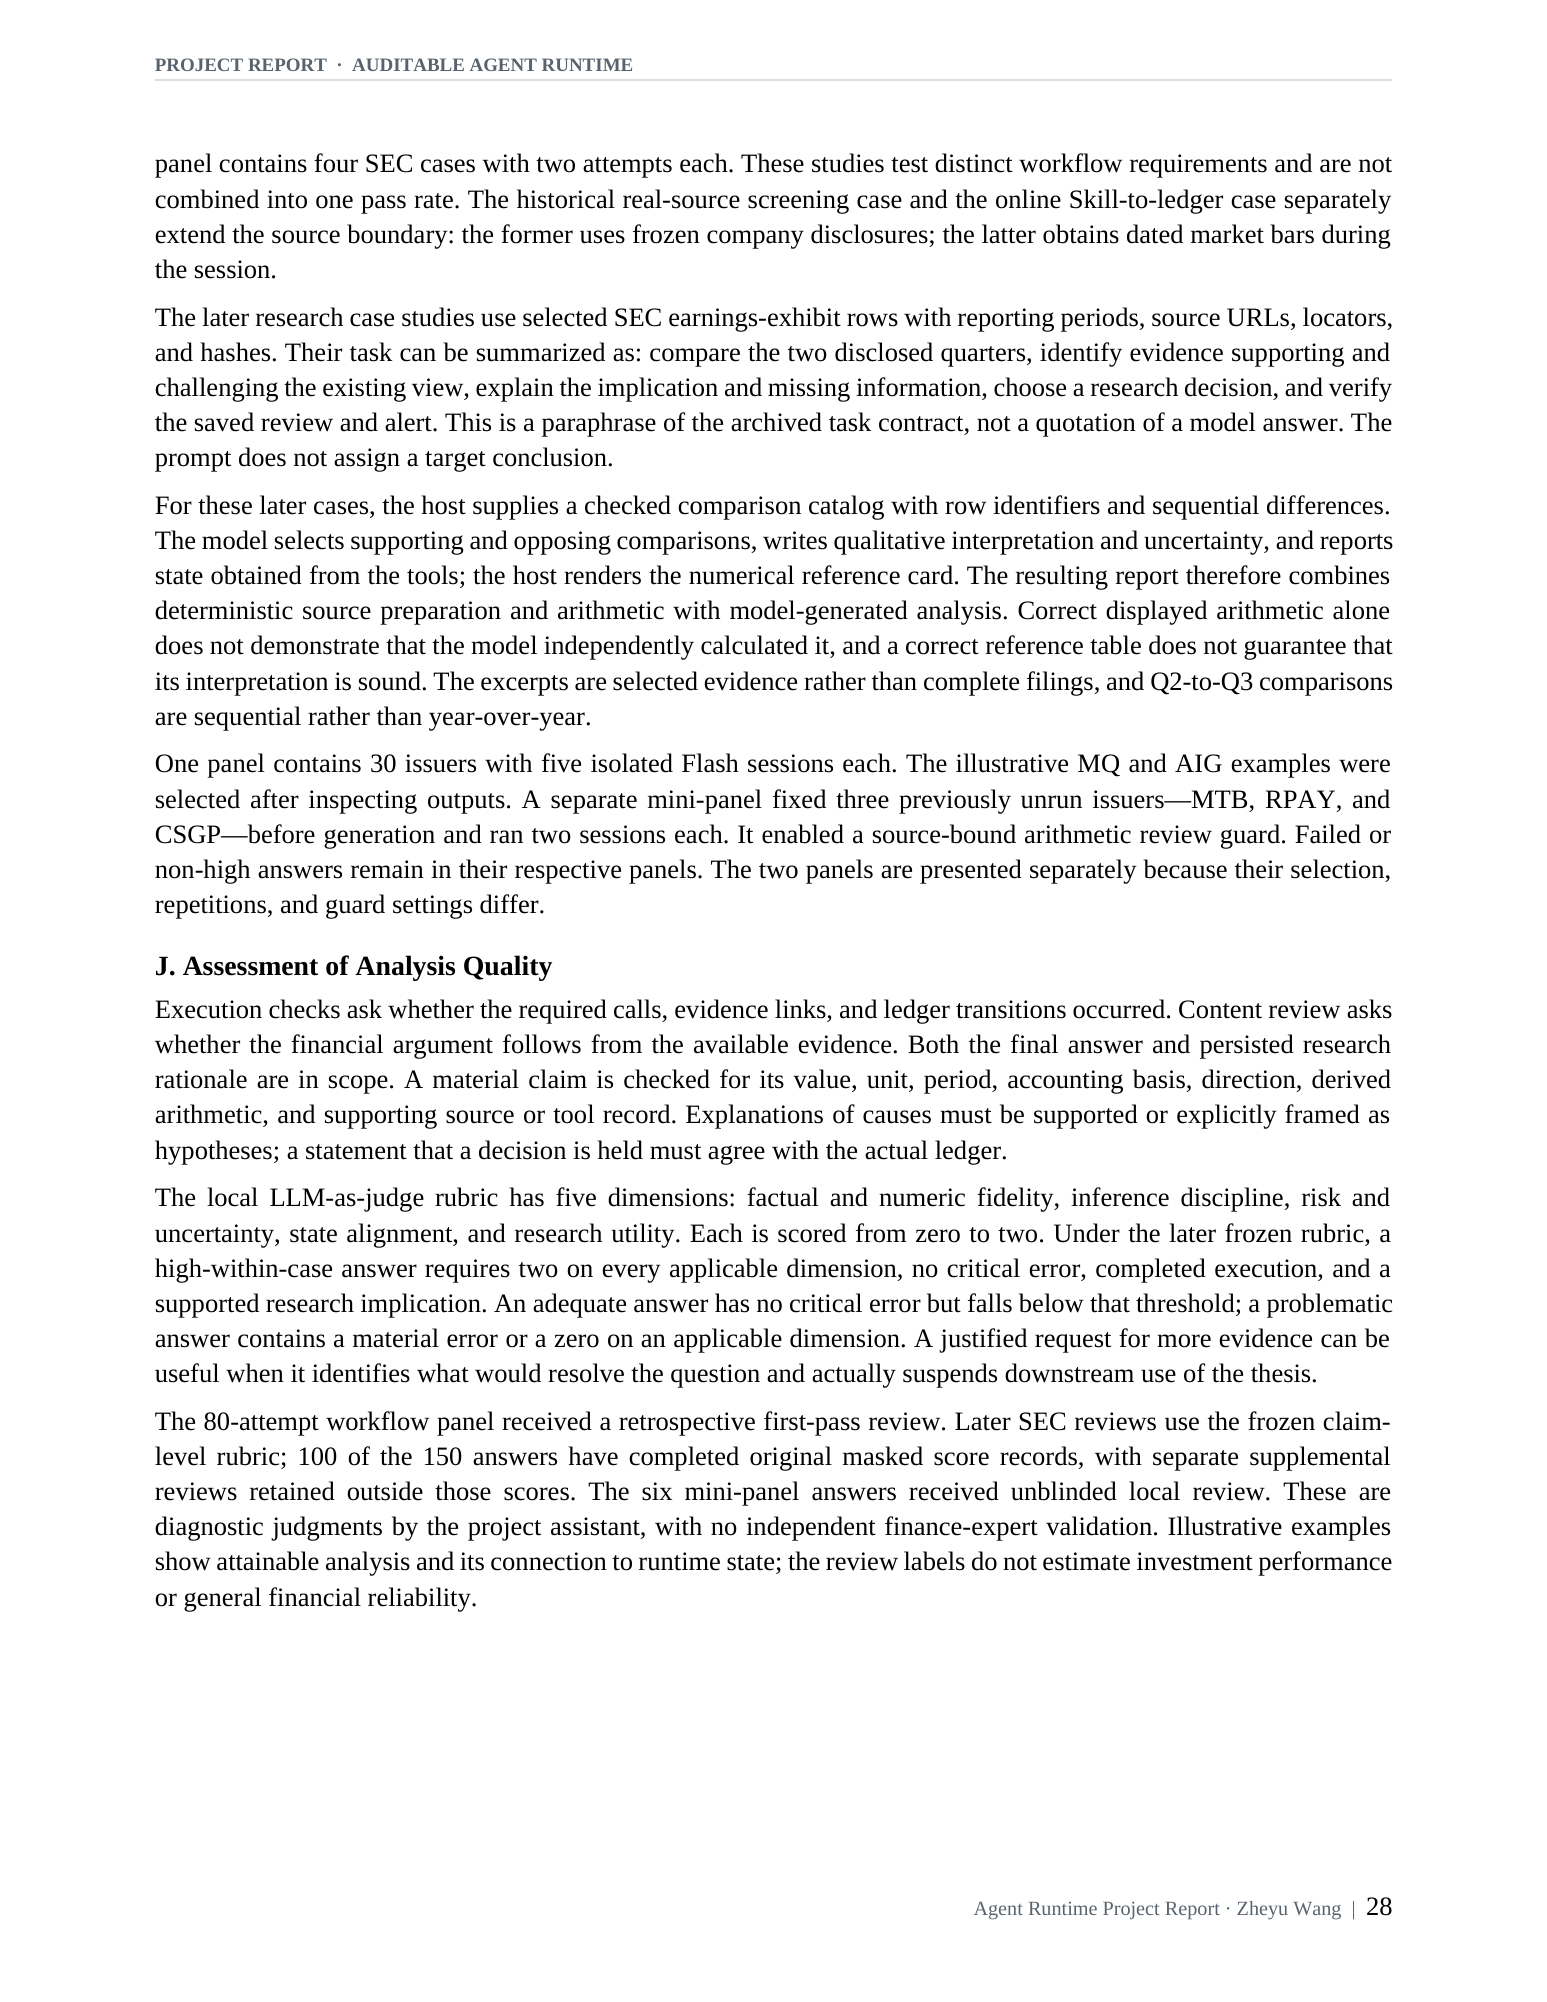 PROJECT REPORT · AUDITABLE AGENT RUNTIME
panel contains four SEC cases with two attempts each. These studies test distinct workflow requirements and are not
combined into one pass rate. The historical real-source screening case and the online Skill-to-ledger case separately
extend the source boundary: the former uses frozen company disclosures; the latter obtains dated market bars during
the session.
The later research case studies use selected SEC earnings-exhibit rows with reporting periods, source URLs, locators,
and hashes. Their task can be summarized as: compare the two disclosed quarters, identify evidence supporting and
challenging the existing view, explain the implication and missing information, choose a research decision, and verify
the saved review and alert. This is a paraphrase of the archived task contract, not a quotation of a model answer. The
prompt does not assign a target conclusion.
For these later cases, the host supplies a checked comparison catalog with row identifiers and sequential differences.
The model selects supporting and opposing comparisons, writes qualitative interpretation and uncertainty, and reports
state obtained from the tools; the host renders the numerical reference card. The resulting report therefore combines
deterministic source preparation and arithmetic with model-generated analysis. Correct displayed arithmetic alone
does not demonstrate that the model independently calculated it, and a correct reference table does not guarantee that
its interpretation is sound. The excerpts are selected evidence rather than complete filings, and Q2-to-Q3 comparisons
are sequential rather than year-over-year.
One panel contains 30 issuers with five isolated Flash sessions each. The illustrative MQ and AIG examples were
selected after inspecting outputs. A separate mini-panel fixed three previously unrun issuers—MTB, RPAY, and
CSGP—before generation and ran two sessions each. It enabled a source-bound arithmetic review guard. Failed or
non-high answers remain in their respective panels. The two panels are presented separately because their selection,
repetitions, and guard settings differ.
J. Assessment of Analysis Quality
Execution checks ask whether the required calls, evidence links, and ledger transitions occurred. Content review asks
whether the financial argument follows from the available evidence. Both the final answer and persisted research
rationale are in scope. A material claim is checked for its value, unit, period, accounting basis, direction, derived
arithmetic, and supporting source or tool record. Explanations of causes must be supported or explicitly framed as
hypotheses; a statement that a decision is held must agree with the actual ledger.
The local LLM-as-judge rubric has five dimensions: factual and numeric fidelity, inference discipline, risk and
uncertainty, state alignment, and research utility. Each is scored from zero to two. Under the later frozen rubric, a
high-within-case answer requires two on every applicable dimension, no critical error, completed execution, and a
supported research implication. An adequate answer has no critical error but falls below that threshold; a problematic
answer contains a material error or a zero on an applicable dimension. A justified request for more evidence can be
useful when it identifies what would resolve the question and actually suspends downstream use of the thesis.
The 80-attempt workflow panel received a retrospective first-pass review. Later SEC reviews use the frozen claim-
level rubric; 100 of the 150 answers have completed original masked score records, with separate supplemental
reviews retained outside those scores. The six mini-panel answers received unblinded local review. These are
diagnostic judgments by the project assistant, with no independent finance-expert validation. Illustrative examples
show attainable analysis and its connection to runtime state; the review labels do not estimate investment performance
or general financial reliability.
Agent Runtime Project Report · Zheyu Wang | 28